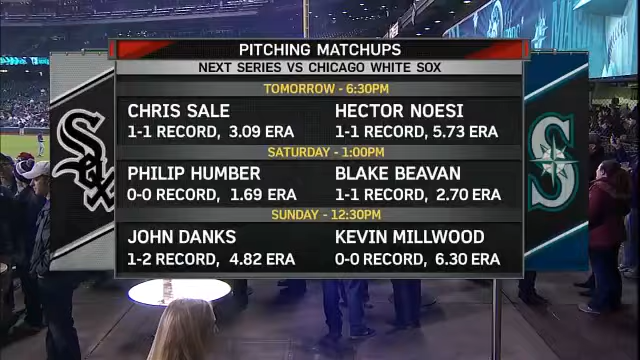 PITCHING MATCHUPS
NEXT SERIES VS CHICAGO WHITE SOX
TOMORROW - 6:30PM
CHRIS SALE HECTOR NOESI
1-1 RECORD, 3.09 ERA 1-1 RECORD, 5.73 ERA
SATURDAY - 1:00PM
PHILIP HUMBER BLAKE BEAVAN
0-0 RECORD, 1.69 ERA 1-1 RECORD, 2.70 ERA
SUNDAY - 12:30PM
JOHN DANKS KEVIN MILLWOOD
1-2 RECORD, 4.82 ERA 0-0 RECORD, 6.30 ERA
Sox
S